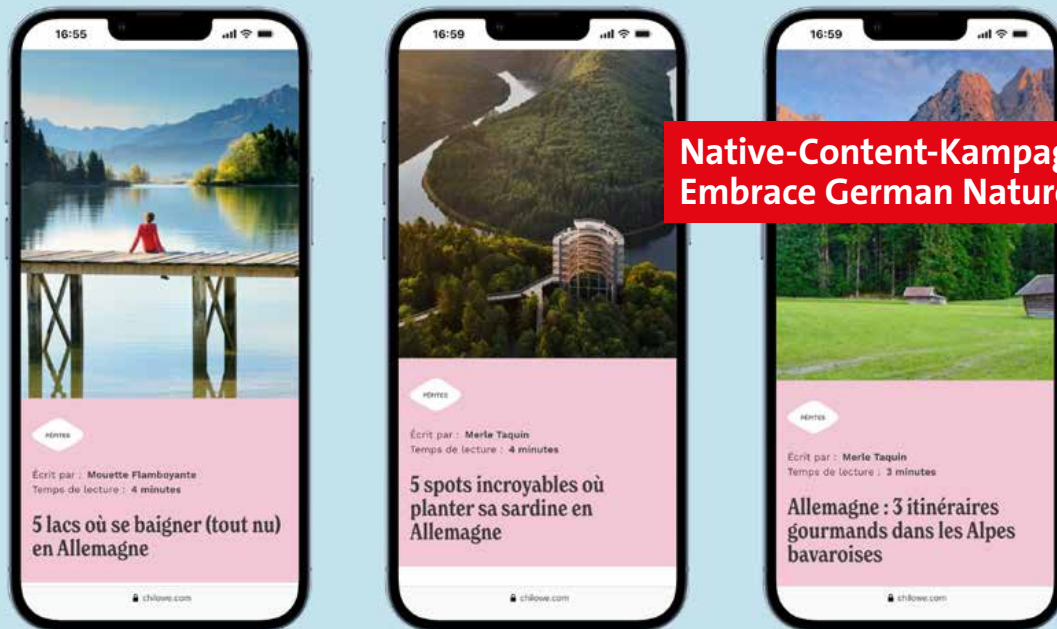 16:55
PÉPITES
Écrit par : Mouette Flamboyante
Temps de lecture : 4 minutes
5 lacs où se baigner (tout nu)
en Allemagne
chilowe.com
16:59
PÉPITES
Écrit par : Merle Taquin
Temps de lecture : 4 minutes
5 spots incroyables où
planter sa sardine en
Allemagne
chilowe.com
16:59
Native-Content-Kampag
Embrace German Nature
PÉPITES
Écrit par : Merle Taquin
Temps de lecture : 3 minutes
Allemagne : 3 itinéraires
gourmands dans les Alpes
bavaroises
chilowe.com